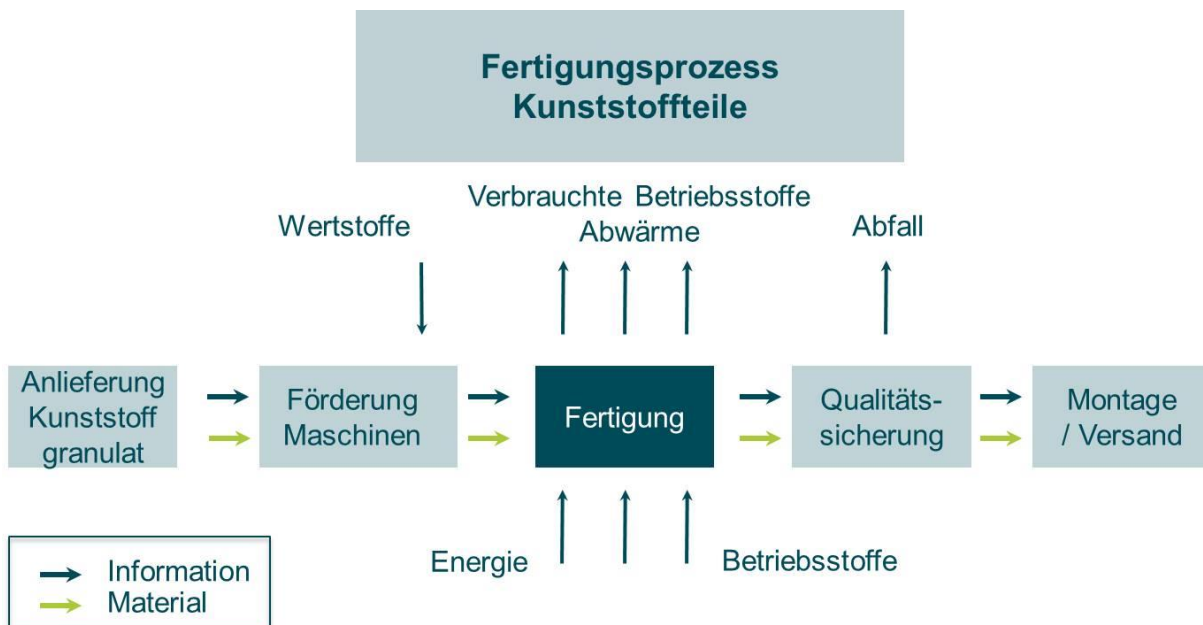 Fertigungsprozess
Kunststoffteile
Verbrauchte Betriebsstoffe
Wertstoffe
Abwärme
Abfall
Anlieferung
Kunststoff
granulat
Förderung
Maschinen
Fertigung
Qualitäts-
sicherung
Montage
/ Versand
Energie
Betriebsstoffe
Information
Material